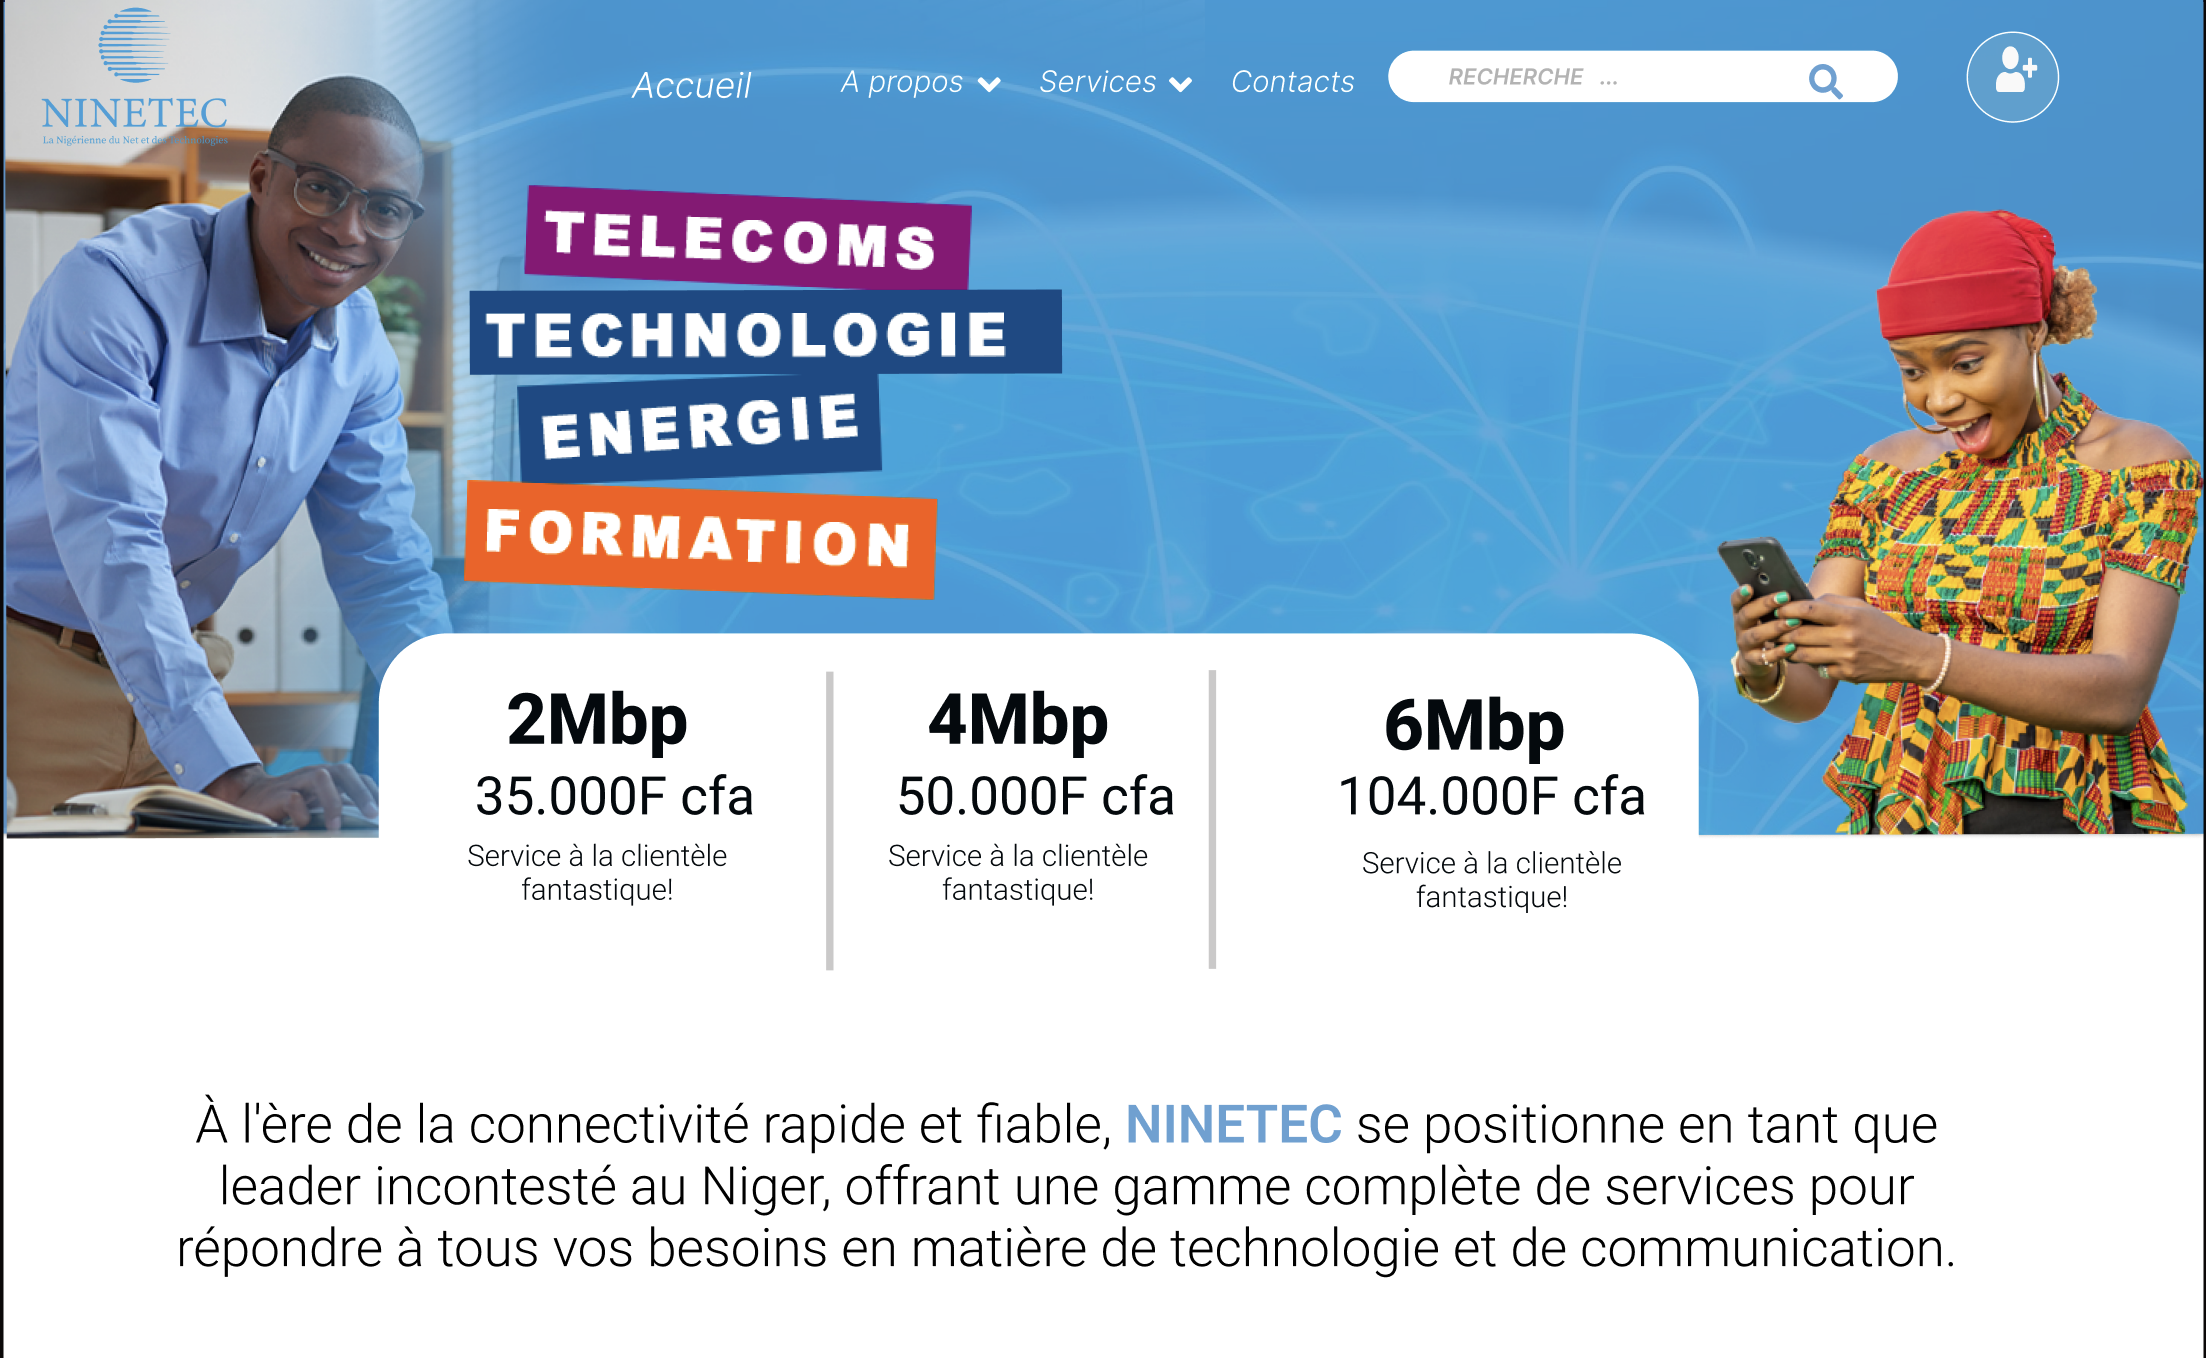 NINETEC
La Nigérienne du Net et des Technologies
Accueil
A propos
Services
Contacts
RECHERCHE ...
TELECOMS
TECHNOLOGIE
ENERGIE
FORMATION
2Mbp
35.000F cfa
Service à la clientèle
fantastique!
4Mbp
50.000F cfa
Service à la clientèle
fantastique!
6Mbp
104.000F cfa
Service à la clientèle
fantastique!
À l'ère de la connectivité rapide et fiable, NINETEC se positionne en tant que
leader incontesté au Niger, offrant une gamme complète de services pour
répondre à tous vos besoins en matière de technologie et de communication.